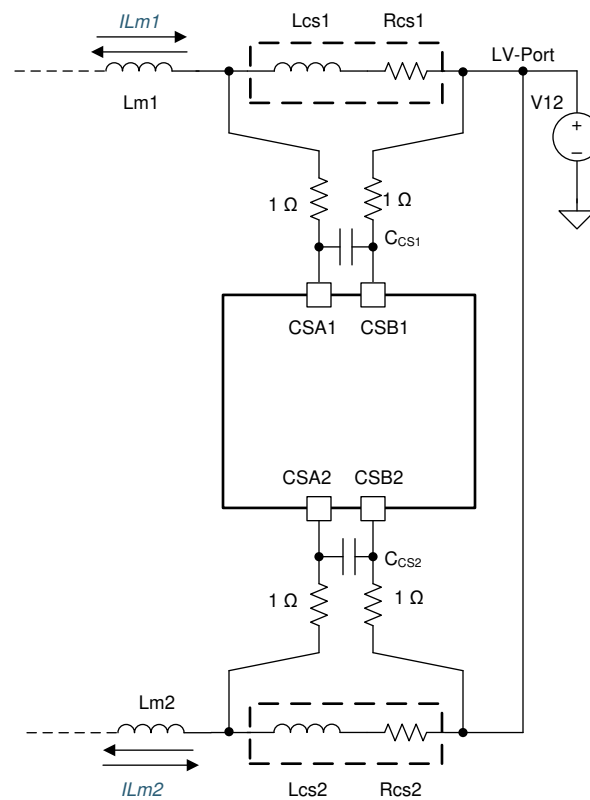 ILm1
Lcs1
Rcs1
LV-Port
Lm1
V12
+
–
1 Ω
1 Ω
CCS1
CSA1
CSB1
CSA2
CSB2
CCS2
1 Ω
1 Ω
Lm2
ILm2
Lcs2
Rcs2